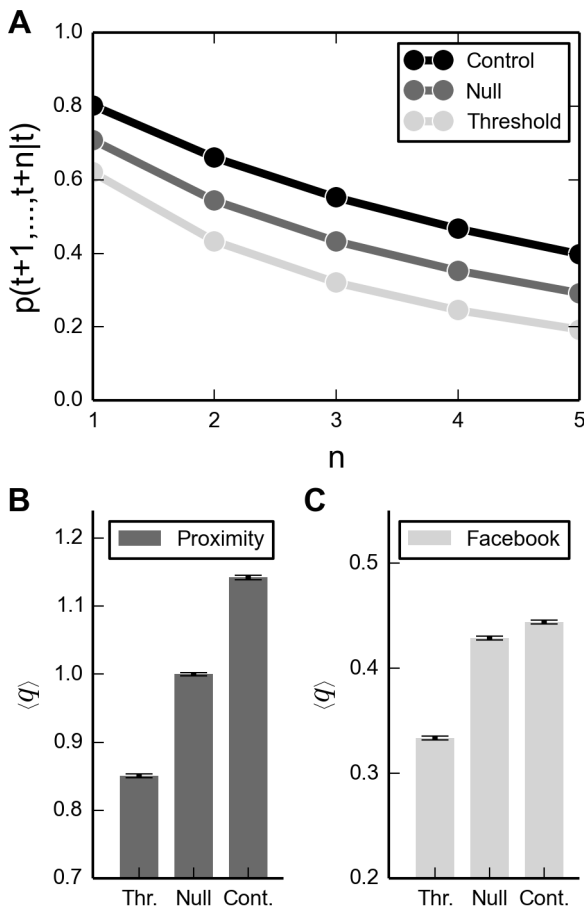 A
1.0
0.8
0.6
0.4
0.2
0.0
p(t+1,...,t+n|t)
Control
Null
Threshold
1 2 3 4 5
n
B
1.2
1.1
1.0
0.9
0.8
0.7
⟨q⟩
Proximity
Thr. Null Cont.
C
0.5
0.4
0.3
0.2
⟨q⟩
Facebook
Thr. Null Cont.